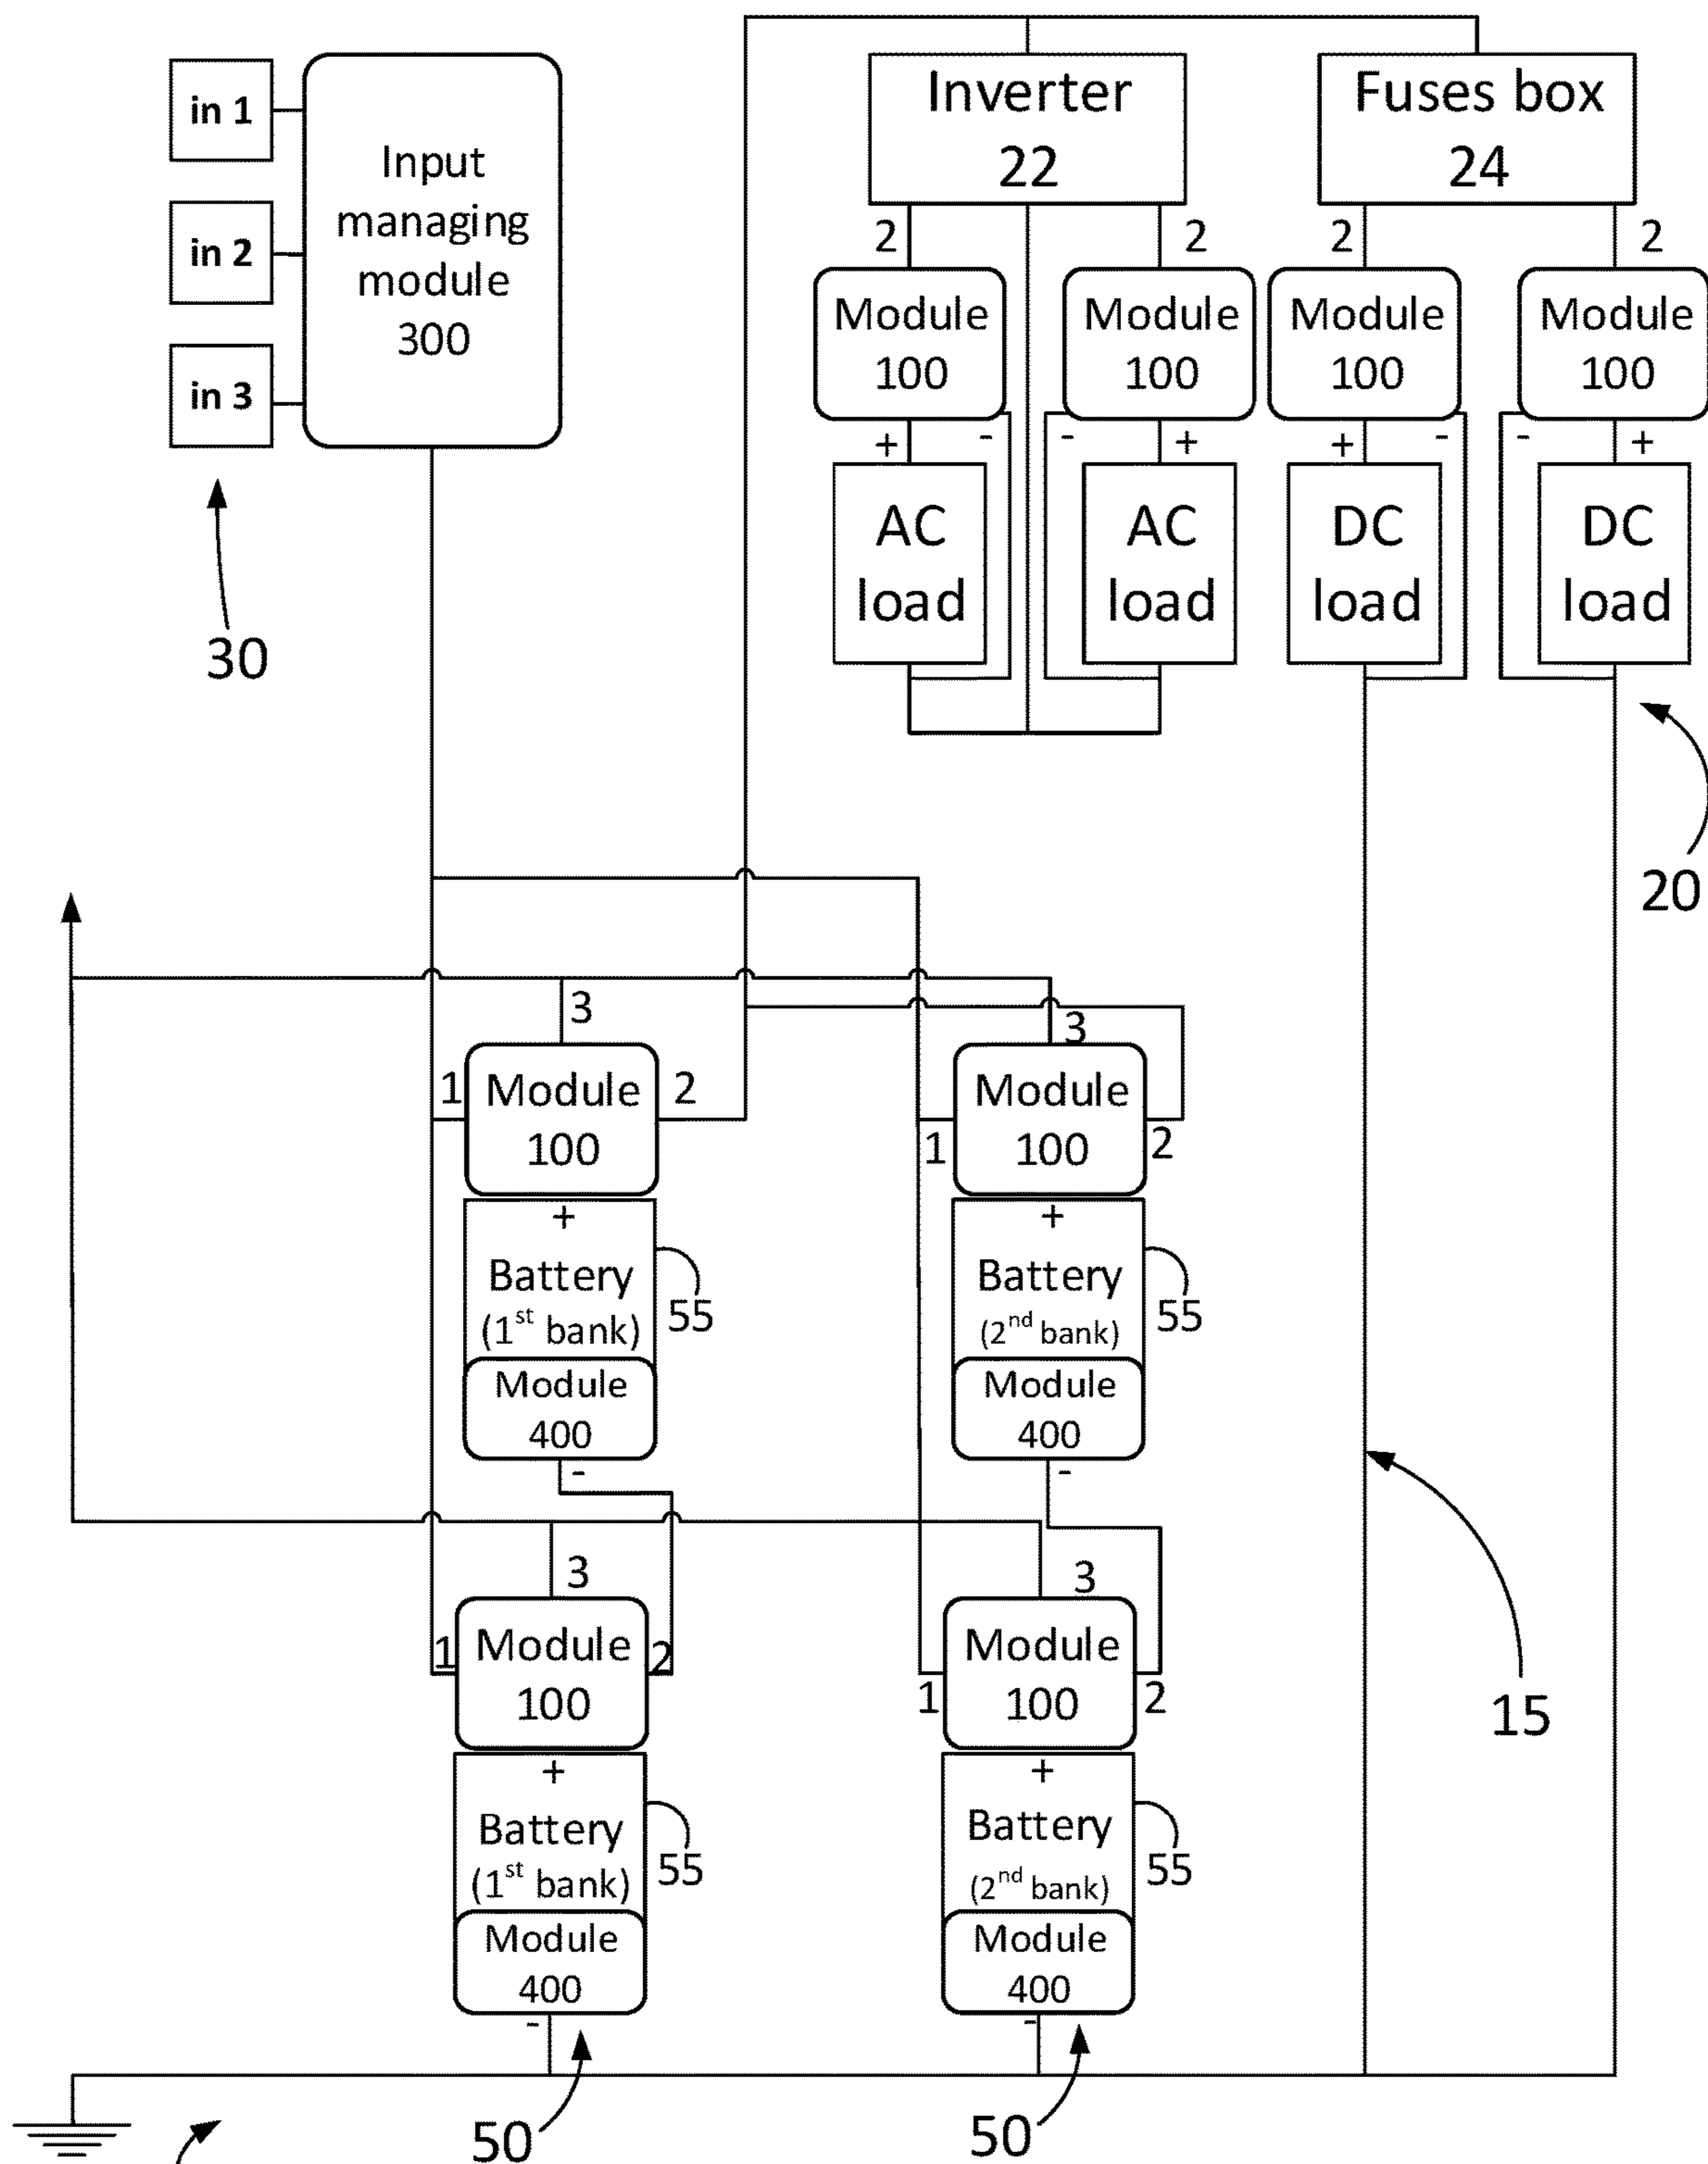 in 1
in 2
in 3
Input
managing
module
300
30
Inverter
22
Fuses box
24
2
2
2
2
Module
100
Module
100
Module
100
Module
100
+
-
-
+
+
-
-
+
AC
load
AC
load
DC
load
DC
load
20
3
3
1
Module
100
2
1
Module
100
2
+
Battery
(1st bank)
55
Module
400
-
+
Battery
(2nd bank)
55
Module
400
-
3
3
1
Module
100
2
1
Module
100
2
15
+
Battery
(1st bank)
55
Module
400
-
+
Battery
(2nd bank)
55
Module
400
-
50
50